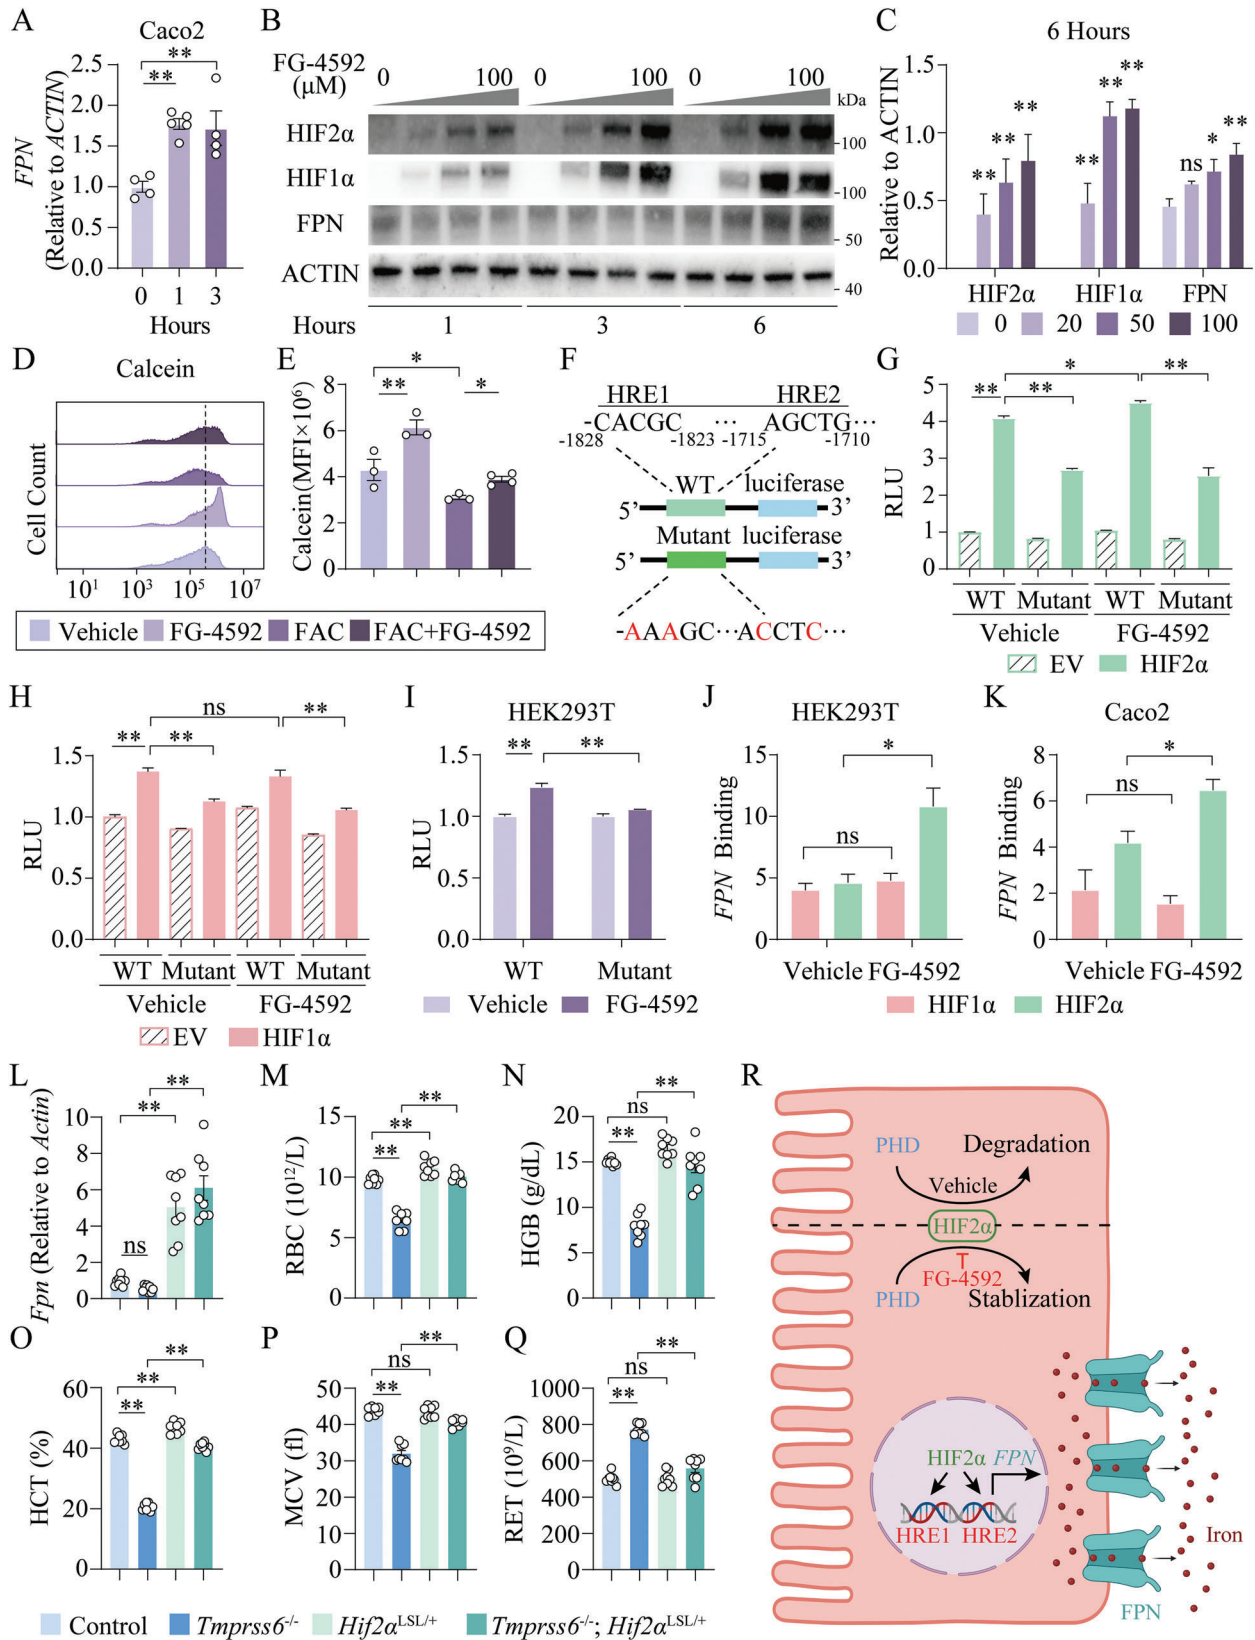 A
Caco2
FPN
(Relative to ACTIN)
2.5
2.0
1.5
1.0
0.5
0.0
**
**
0 1 3
Hours
B
FG-4592
(μM)
0 100 0 100 0 100
kDa
HIF2α
- 100
HIF1α
- 100
FPN
- 50
ACTIN
- 40
Hours 1 3 6
C
6 Hours
Relative to ACTIN
1.5
1.0
0.5
0.0
** ** **
** ** **
ns * **
HIF2α HIF1α FPN
0 20 50 100
D
Calcein
Cell Count
10¹ 10³ 10⁵ 10⁷
E
Calcein(MFI×10⁶)
8
6
4
2
0
*
** *
Vehicle FG-4592 FAC FAC+FG-4592
F
HRE1 HRE2
-CACGC ··· AGCTG···
-1828 -1823 -1715 -1710
WT luciferase
5’ 3’
Mutant luciferase
5’ 3’
-AAAGC···ACCTC···
G
RLU
5
4
3
2
1
0
*
** ** **
WT Mutant WT Mutant
Vehicle FG-4592
EV HIF2α
H
RLU
1.5
1.0
0.5
0.0
ns
** ** **
WT Mutant WT Mutant
Vehicle FG-4592
EV HIF1α
I
HEK293T
RLU
1.5
1.0
0.5
0.0
** **
WT Mutant
Vehicle FG-4592
J
HEK293T
FPN Binding
15
10
5
0
*
ns
Vehicle FG-4592
K
Caco2
FPN Binding
8
6
4
2
0
*
ns
Vehicle FG-4592
HIF1α HIF2α
L
Fpn (Relative to Actin)
10
8
6
4
2
0
**
**
ns
M
RBC (10¹²/L)
15
10
5
0
**
**
**
N
HGB (g/dL)
20
15
10
5
0
**
ns
**
O
HCT (%)
60
40
20
0
**
**
**
P
MCV (fl)
50
40
30
20
10
0
**
ns
**
Q
RET (10⁹/L)
1000
800
600
400
200
0
**
ns
**
Control Tmprss6⁻/⁻ Hif2α^LSL/+ Tmprss6⁻/⁻; Hif2α^LSL/+
R
PHD Degradation
Vehicle
HIF2α
FG-4592
PHD Stablization
HIF2α FPN
HRE1 HRE2
Iron
FPN